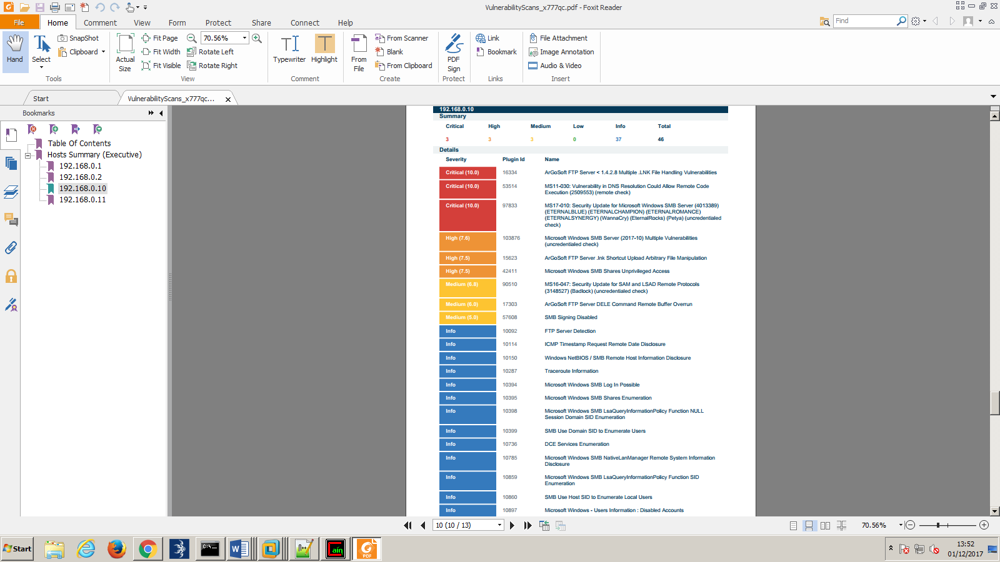 VulnerabilityScans_x777qc.pdf - Foxit Reader
File Home Comment View Form Protect Share Connect Help
Find
Hand
Select
SnapShot
Clipboard
Tools
Actual Size
Fit Page
Fit Width
Fit Visible
70.56%
Rotate Left
Rotate Right
View
Typewriter
Highlight
Comment
From File
From Scanner
Blank
From Clipboard
Create
PDF Sign
Protect
Link
Bookmark
Links
File Attachment
Image Annotation
Audio & Video
Insert
Start
VulnerabilityScans_x777qc...
Bookmarks
Table Of Contents
Hosts Summary (Executive)
192.168.0.1
192.168.0.2
192.168.0.10
192.168.0.11
192.168.0.10
Summary
Critical High Medium Low Info Total
3 3 3 0 37 46
Details
Severity Plugin Id Name
Critical (10.0) 16334 ArGoSoft FTP Server < 1.4.2.8 Multiple .LNK File Handling Vulnerabilities
Critical (10.0) 53514 MS11-030: Vulnerability in DNS Resolution Could Allow Remote Code
Execution (2509553) (remote check)
Critical (10.0) 97833 MS17-010: Security Update for Microsoft Windows SMB Server (4013389)
(ETERNALBLUE) (ETERNALCHAMPION) (ETERNALROMANCE)
(ETERNALSYNERGY) (WannaCry) (EternalRocks) (Petya) (uncredentialed
check)
High (7.6) 103876 Microsoft Windows SMB Server (2017-10) Multiple Vulnerabilities
(uncredentialed check)
High (7.5) 15623 ArGoSoft FTP Server .lnk Shortcut Upload Arbitrary File Manipulation
High (7.5) 42411 Microsoft Windows SMB Shares Unprivileged Access
Medium (6.8) 90510 MS16-047: Security Update for SAM and LSAD Remote Protocols
(3148527) (Badlock) (uncredentialed check)
Medium (6.0) 17303 ArGoSoft FTP Server DELE Command Remote Buffer Overrun
Medium (5.0) 57608 SMB Signing Disabled
Info 10092 FTP Server Detection
Info 10114 ICMP Timestamp Request Remote Date Disclosure
Info 10150 Windows NetBIOS / SMB Remote Host Information Disclosure
Info 10287 Traceroute Information
Info 10394 Microsoft Windows SMB Log In Possible
Info 10395 Microsoft Windows SMB Shares Enumeration
Info 10398 Microsoft Windows SMB LsaQueryInformationPolicy Function NULL
Session Domain SID Enumeration
Info 10399 SMB Use Domain SID to Enumerate Users
Info 10736 DCE Services Enumeration
Info 10785 Microsoft Windows SMB NativeLanManager Remote System Information
Disclosure
Info 10859 Microsoft Windows SMB LsaQueryInformationPolicy Function SID
Enumeration
Info 10860 SMB Use Host SID to Enumerate Local Users
Info 10897 Microsoft Windows - Users Information : Disabled Accounts
10 (10 / 13)
70.56%
Start
C:\
W
ain
PDF
13:52
01/12/2017